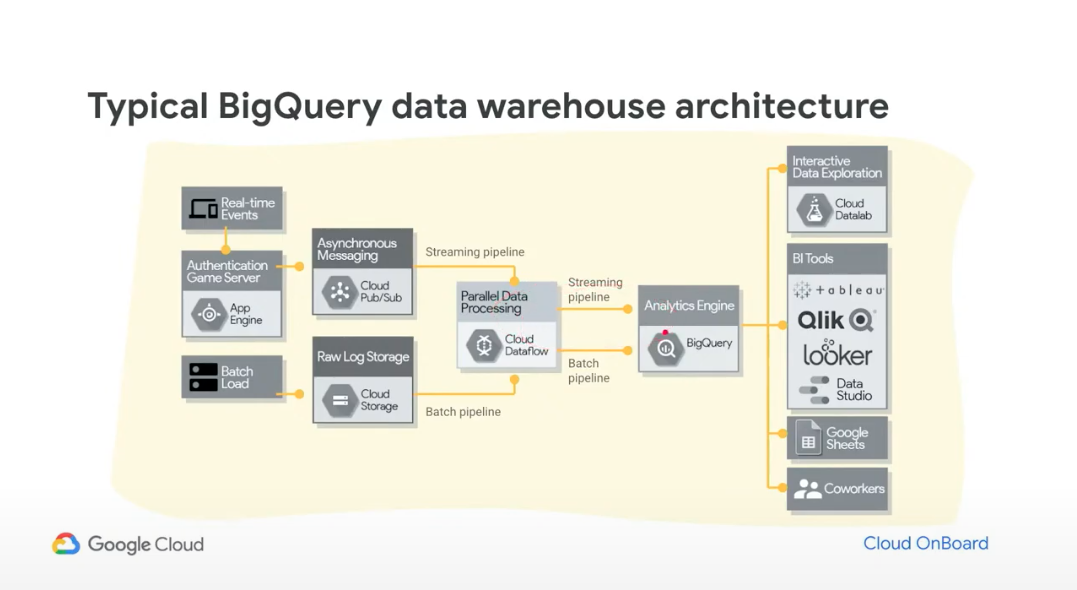 Typical BigQuery data warehouse architecture
Real-time
Events
Authentication
Game Server
App
Engine
Batch
Load
Asynchronous
Messaging
Cloud
Pub/Sub
Raw Log Storage
Cloud
Storage
Streaming pipeline
Batch pipeline
Parallel Data
Processing
Cloud
Dataflow
Streaming
pipeline
Batch
pipeline
Analytics Engine
BigQuery
Interactive
Data Exploration
Cloud
Datalab
BI Tools
+ a b l e a u
Qlik
looker
Data
Studio
Google
Sheets
Coworkers
Google Cloud
Cloud OnBoard